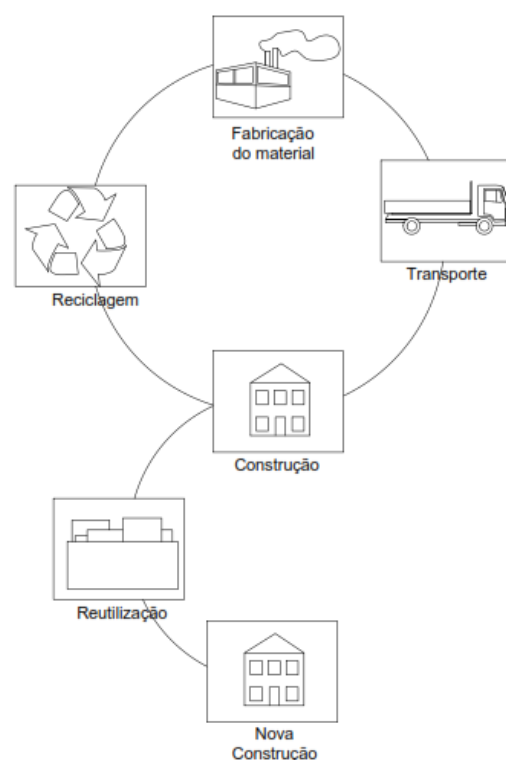 Fabricação
do material
Transporte
Reciclagem
Construção
Reutilização
Nova
Construção